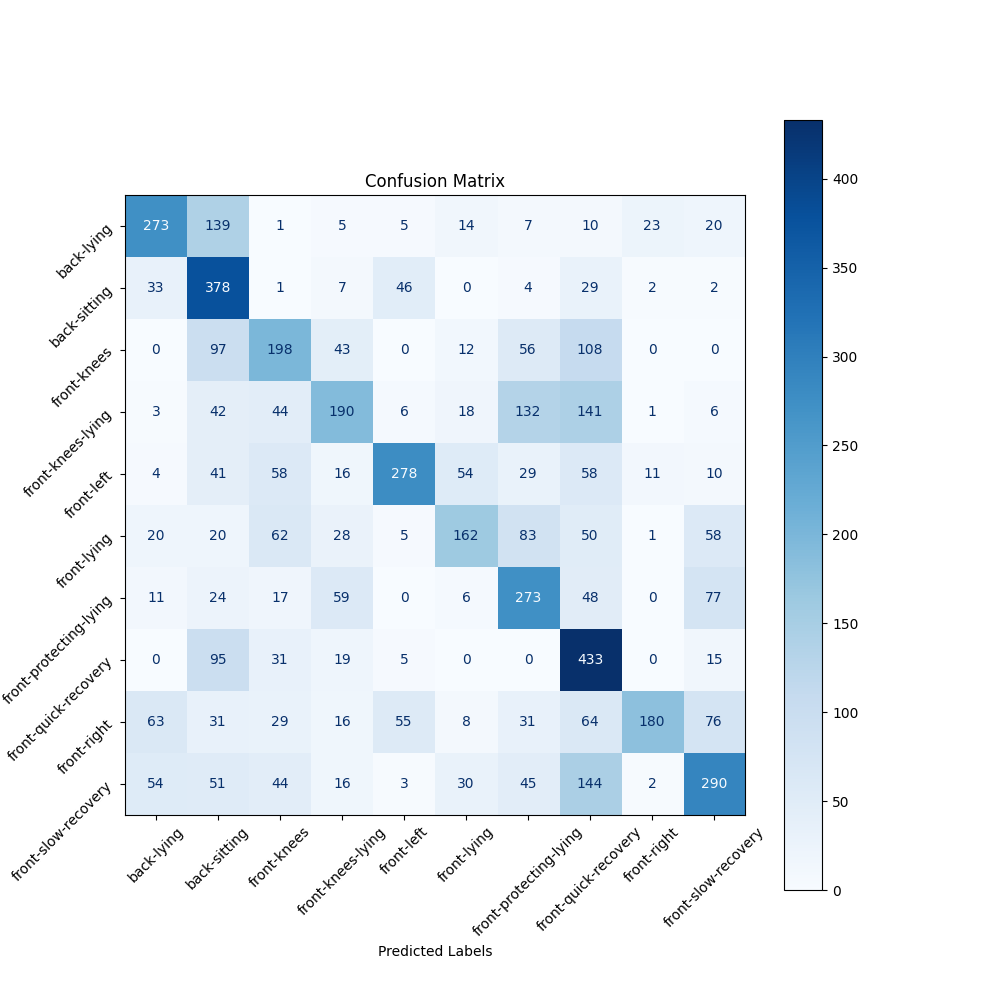 Confusion Matrix
back-lying 273 139 1 5 5 14 7 10 23 20
back-sitting 33 378 1 7 46 0 4 29 2 2
front-knees 0 97 198 43 0 12 56 108 0 0
front-knees-lying 3 42 44 190 6 18 132 141 1 6
front-left 4 41 58 16 278 54 29 58 11 10
front-lying 20 20 62 28 5 162 83 50 1 58
front-protecting-lying 11 24 17 59 0 6 273 48 0 77
front-quick-recovery 0 95 31 19 5 0 0 433 0 15
front-right 63 31 29 16 55 8 31 64 180 76
front-slow-recovery 54 51 44 16 3 30 45 144 2 290
back-lying back-sitting front-knees front-knees-lying front-left front-lying front-protecting-lying front-quick-recovery front-right front-slow-recovery
Predicted Labels
400
350
300
250
200
150
100
50
0